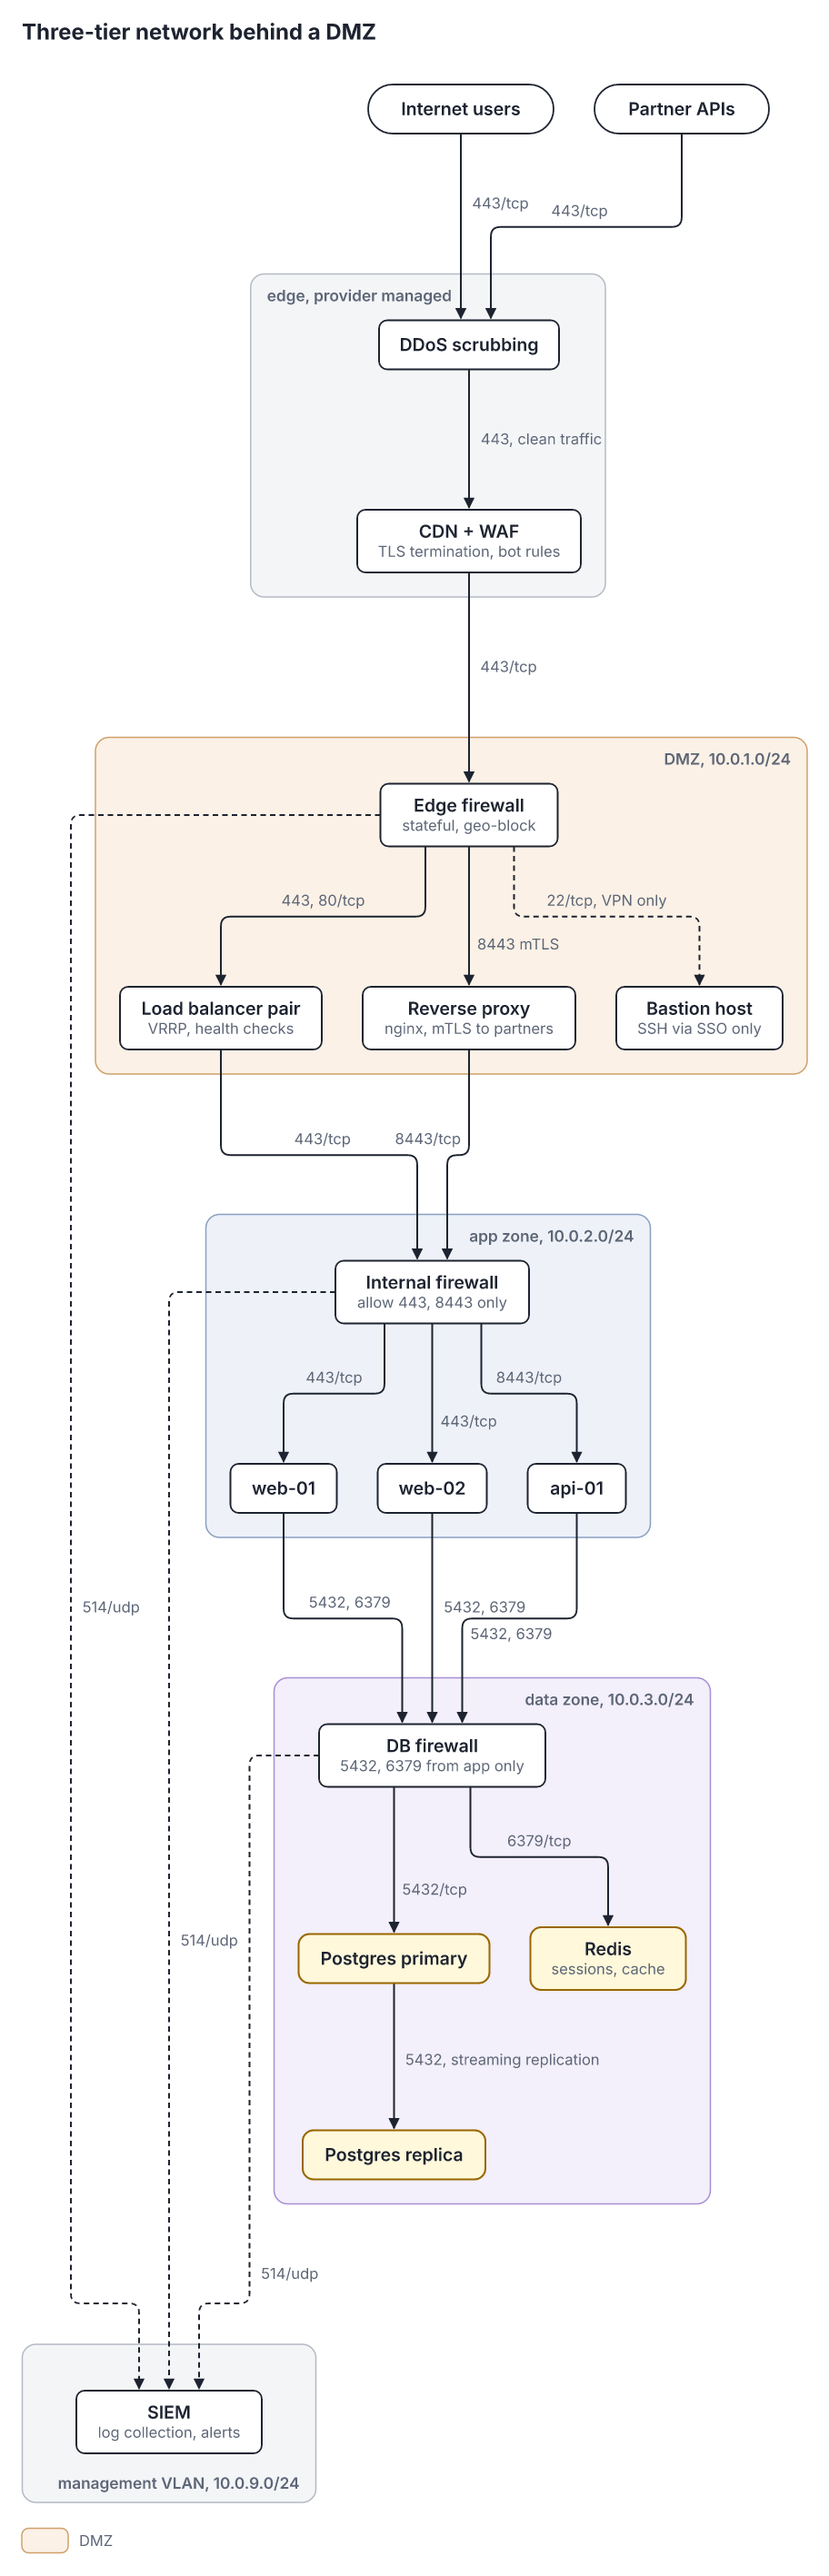 Three-tier network behind a DMZ
Internet users
Partner APIs
443/tcp
443/tcp
edge, provider managed
DDoS scrubbing
443, clean traffic
CDN + WAF
TLS termination, bot rules
443/tcp
DMZ, 10.0.1.0/24
Edge firewall
stateful, geo-block
443, 80/tcp
22/tcp, VPN only
8443 mTLS
Load balancer pair
VRRP, health checks
Reverse proxy
nginx, mTLS to partners
Bastion host
SSH via SSO only
443/tcp
8443/tcp
app zone, 10.0.2.0/24
Internal firewall
allow 443, 8443 only
443/tcp
8443/tcp
443/tcp
web-01
web-02
api-01
5432, 6379
5432, 6379
5432, 6379
514/udp
data zone, 10.0.3.0/24
DB firewall
5432, 6379 from app only
6379/tcp
5432/tcp
514/udp
Postgres primary
Redis
sessions, cache
5432, streaming replication
Postgres replica
514/udp
SIEM
log collection, alerts
management VLAN, 10.0.9.0/24
DMZ